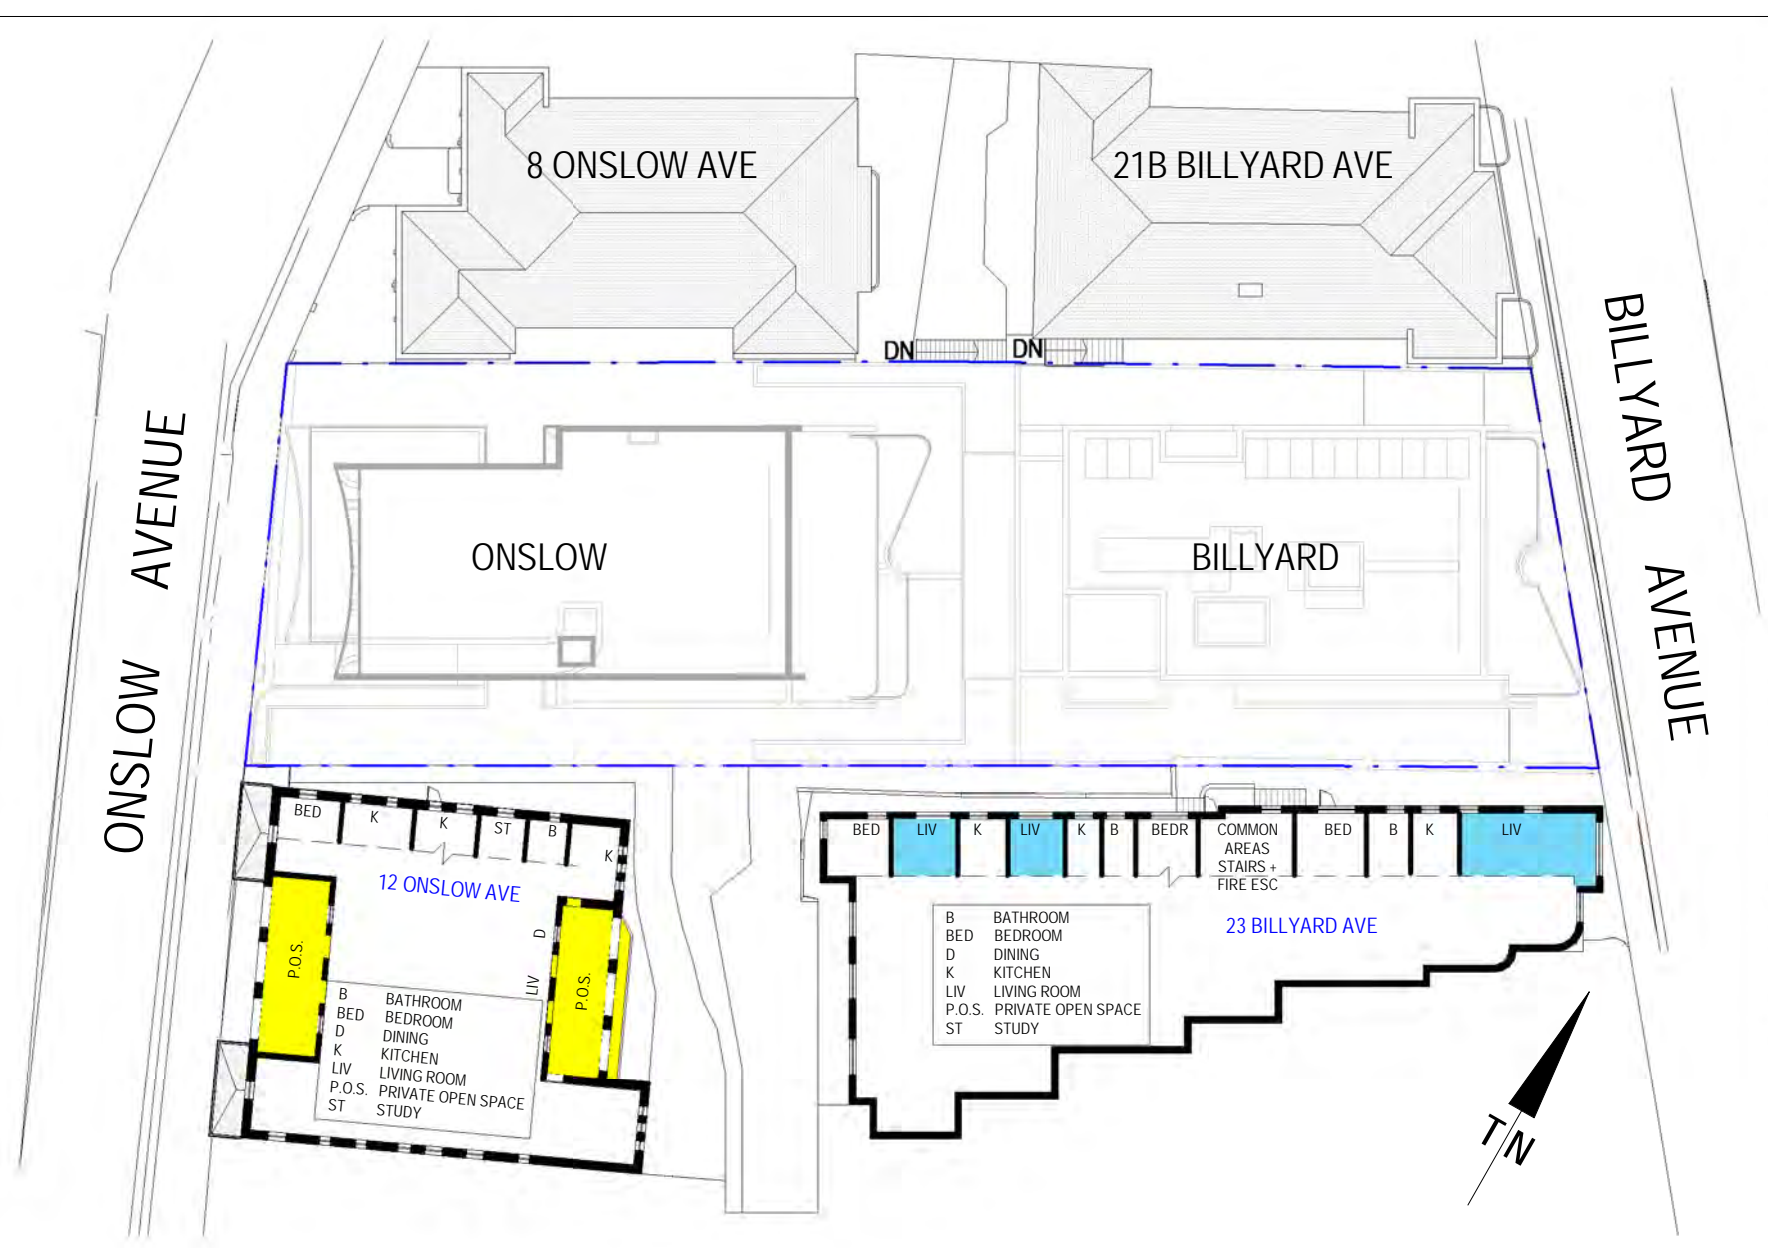 8 ONSLOW AVE
21B BILLYARD AVE
DN
DN
ONSLOW AVENUE
BILLYARD AVENUE
ONSLOW
BILLYARD
BED
K
K
ST
B
K
12 ONSLOW AVE
P.O.S.
D
LIV
P.O.S.
B BATHROOM
BED BEDROOM
D DINING
K KITCHEN
LIV LIVING ROOM
P.O.S. PRIVATE OPEN SPACE
ST STUDY
BED
LIV
K
LIV
K
B
BEDR
COMMON
AREAS
STAIRS +
FIRE ESC
BED
B
K
LIV
23 BILLYARD AVE
B BATHROOM
BED BEDROOM
D DINING
K KITCHEN
LIV LIVING ROOM
P.O.S. PRIVATE OPEN SPACE
ST STUDY
TN